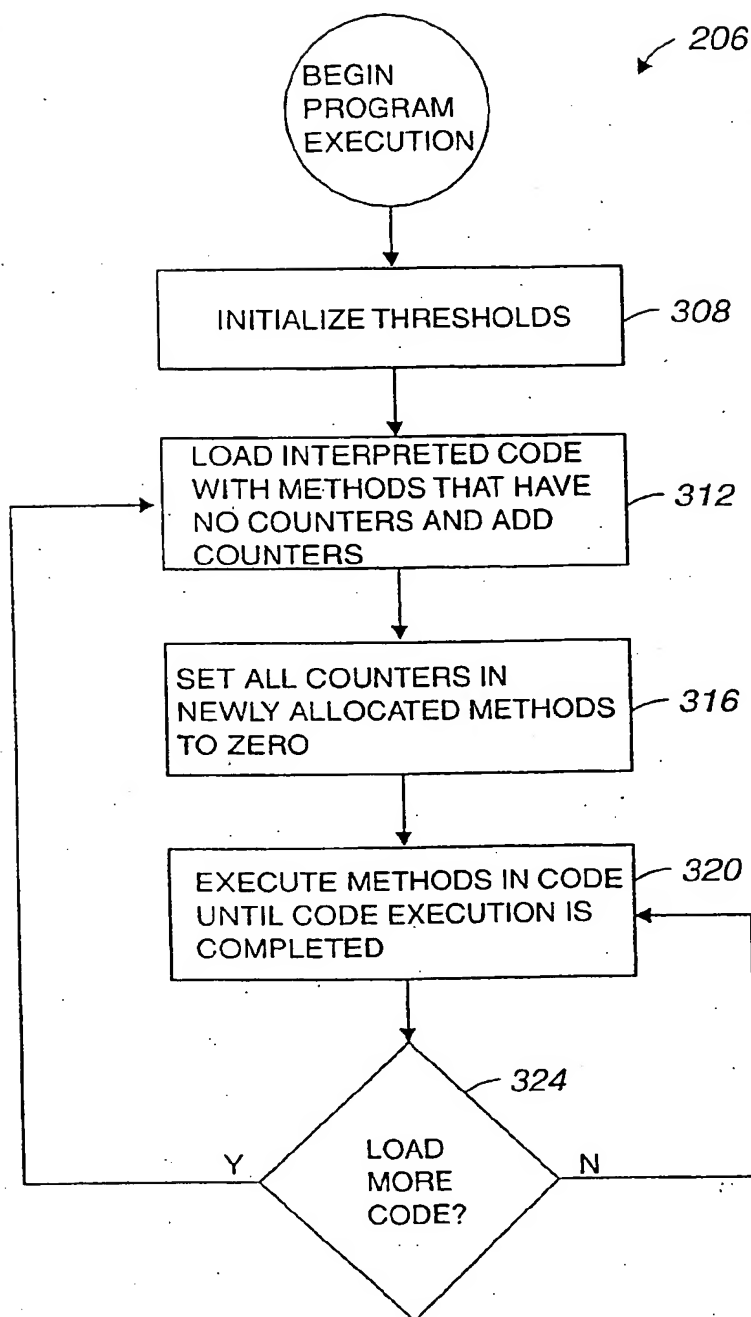 206
BEGIN
PROGRAM
EXECUTION
INITIALIZE THRESHOLDS
308
LOAD INTERPRETED CODE
WITH METHODS THAT HAVE
NO COUNTERS AND ADD
COUNTERS
312
SET ALL COUNTERS IN
NEWLY ALLOCATED METHODS
TO ZERO
316
EXECUTE METHODS IN CODE
UNTIL CODE EXECUTION IS
COMPLETED
320
324
LOAD
MORE
CODE?
Y
N